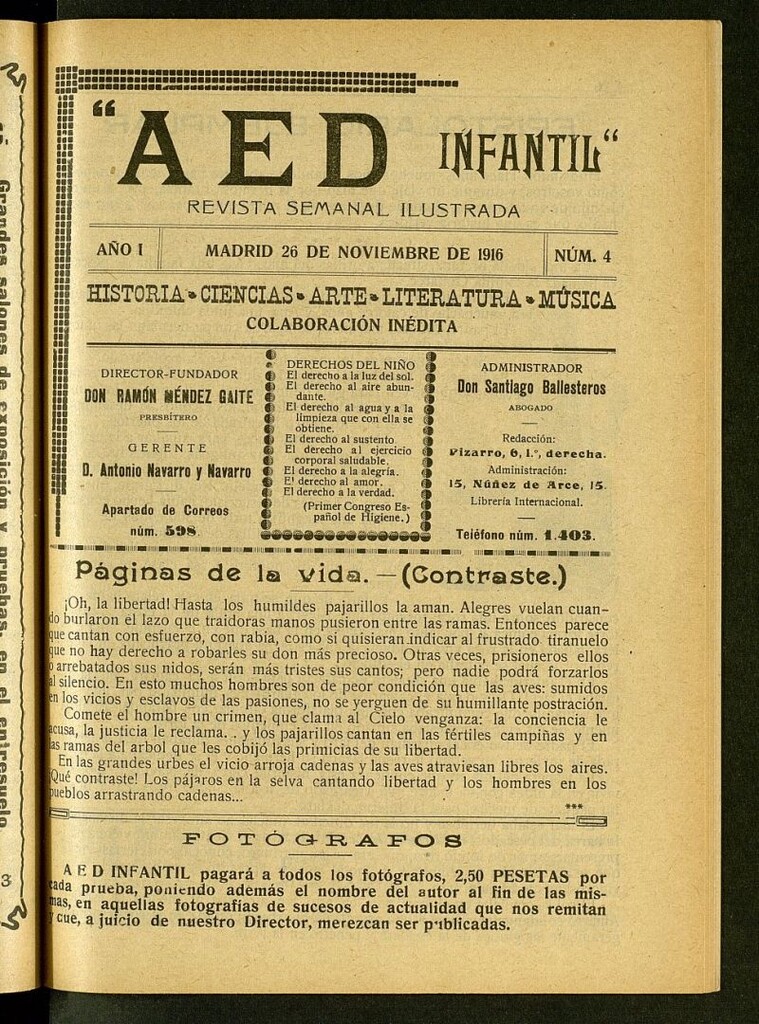 "AED INFANTIL"
REVISTA SEMANAL ILUSTRADA
AÑO I
MADRID 26 DE NOVIEMBRE DE 1916
NÚM. 4
HISTORIA • CIENCIAS • ARTE • LITERATURA • MÚSICA
COLABORACIÓN INÉDITA
DIRECTOR-FUNDADOR
DON RAMÓN MÉNDEZ GAITE
PRESBÍTERO
GERENTE
D. Antonio Navarro y Navarro
Apartado de Correos
núm. 598
DERECHOS DEL NIÑO
El derecho a la luz del sol.
El derecho al aire abun-
dante.
El derecho al agua y a la
limpieza que con ella se
obtiene.
El derecho al sustento
El derecho al ejercicio
corporal saludable.
El derecho a la alegría.
El derecho al amor.
El derecho a la verdad.
(Primer Congreso Es-
pañol de Higiene.)
ADMINISTRADOR
Don Santiago Ballesteros
ABOGADO
Redacción:
Pizarro, 6, 1.º, derecha.
Administración:
15, Núñez de Arce, 15.
Librería Internacional.
Teléfono núm. 1.403.
Páginas de la vida.—(Contraste.)
¡Oh, la libertad! Hasta los humildes pajarillos la aman. Alegres vuelan cuan-
do burlaron el lazo que traidoras manos pusieron entre las ramas. Entonces parece
que cantan con esfuerzo, con rabia, como si quisieran indicar al frustrado tiranuelo
que no hay derecho a robarles su don más precioso. Otras veces, prisioneros ellos
o arrebatados sus nidos, serán más tristes sus cantos; pero nadie podrá forzarlos
al silencio. En esto muchos hombres son de peor condición que las aves: sumidos
en los vicios y esclavos de las pasiones, no se yerguen de su humillante postración.
Comete el hombre un crimen, que clama al Cielo venganza: la conciencia le
acusa, la justicia le reclama.. y los pajarillos cantan en las fértiles campiñas y en
las ramas del arbol que les cobijó las primicias de su libertad.
En las grandes urbes el vicio arroja cadenas y las aves atraviesan libres los aires.
¡Qué contraste! Los pájaros en la selva cantando libertad y los hombres en los
pueblos arrastrando cadenas...
***
FOTÓGRAFOS
AED INFANTIL pagará a todos los fotógrafos, 2,50 PESETAS por
cada prueba, poniendo además el nombre del autor al fin de las mis-
mas, en aquellas fotografías de sucesos de actualidad que nos remitan
y que, a juicio de nuestro Director, merezcan ser publicadas.
Grandes salones de exposición y pruebas, en el entresuelo
3